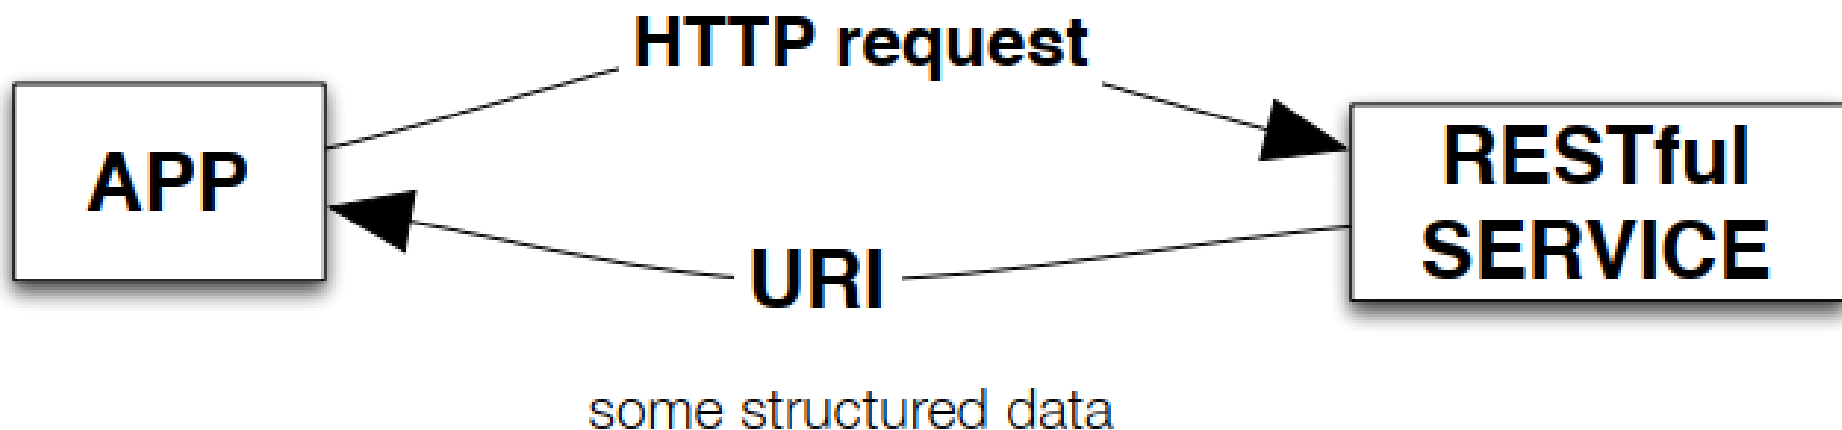 HTTP request
APP
RESTful
SERVICE
URI
some structured data